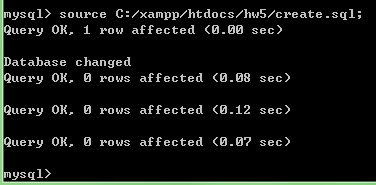 mysql> source C:/xampp/htdocs/hw5/create.sql;
Query OK, 1 row affected (0.00 sec)
Database changed
Query OK, 0 rows affected (0.08 sec)
Query OK, 0 rows affected (0.12 sec)
Query OK, 0 rows affected (0.07 sec)
mysql>